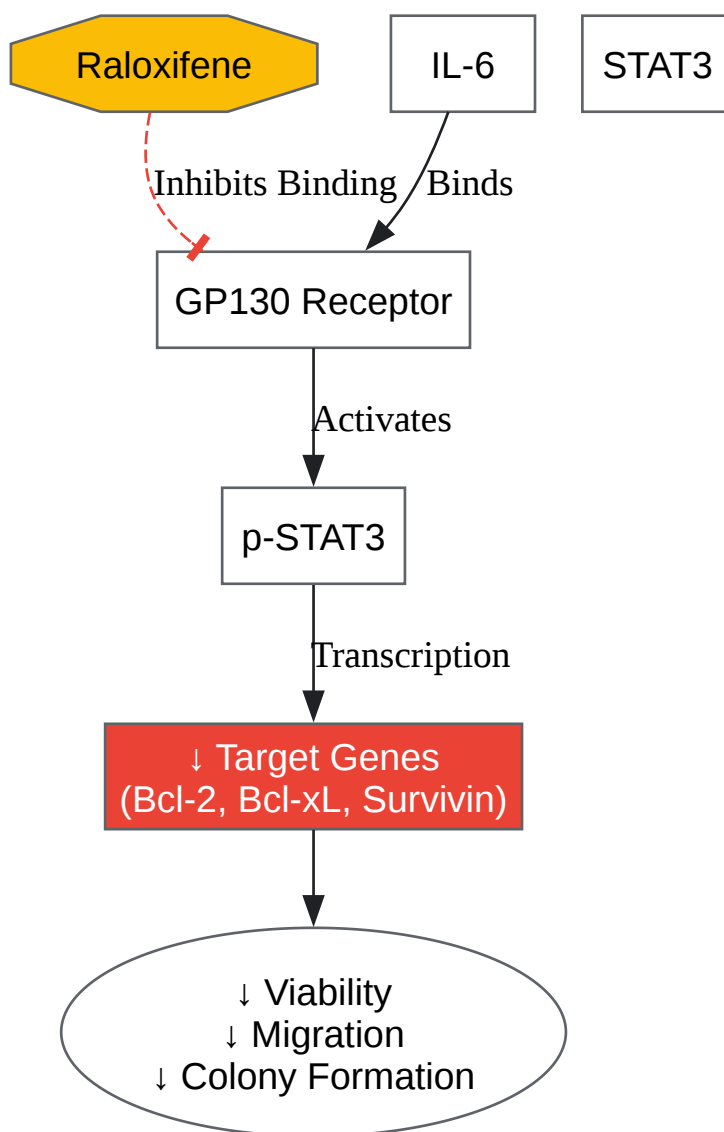 Raloxifene
IL-6
STAT3
Inhibits Binding
Binds
GP130 Receptor
Activates
p-STAT3
Transcription
↓ Target Genes
(Bcl-2, Bcl-xL, Survivin)
↓ Viability
↓ Migration
↓ Colony Formation